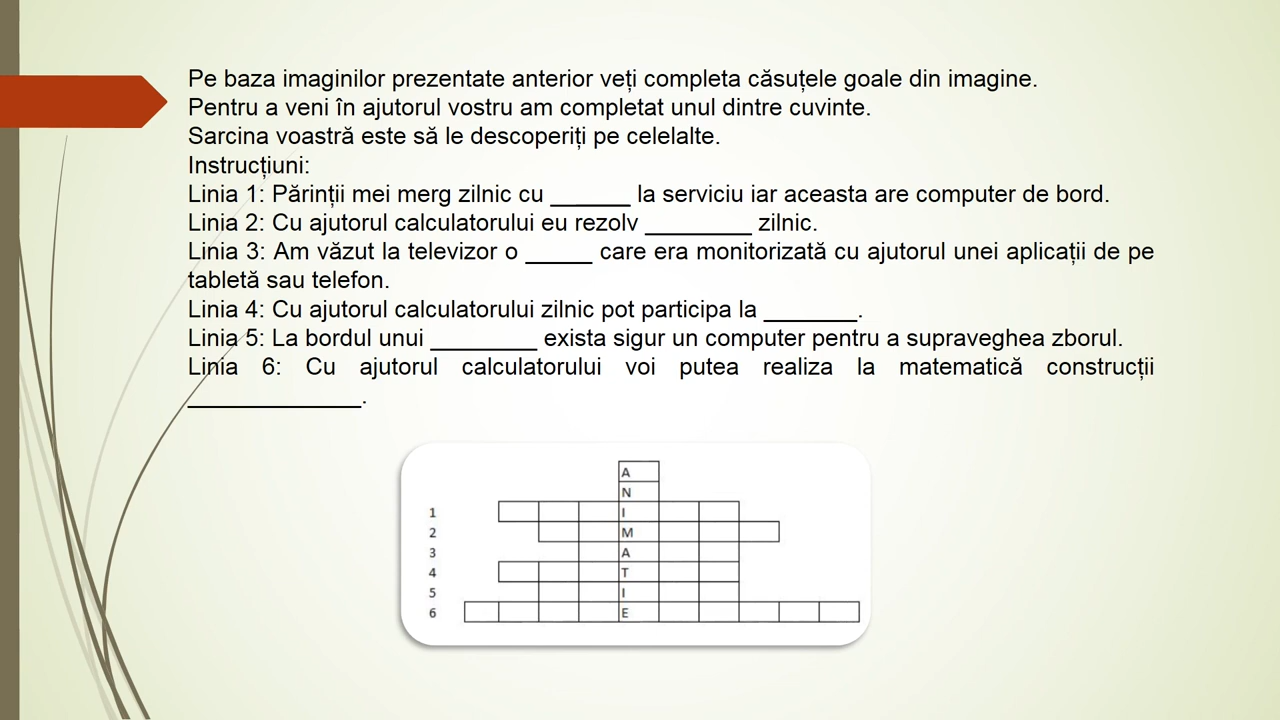 Pe baza imaginilor prezentate anterior veți completa căsuțele goale din imagine.
Pentru a veni în ajutorul vostru am completat unul dintre cuvinte.
Sarcina voastră este să le descoperiți pe celelalte.
Instrucțiuni:
Linia 1: Părinții mei merg zilnic cu ______ la serviciu iar aceasta are computer de bord.
Linia 2: Cu ajutorul calculatorului eu rezolv ________ zilnic.
Linia 3: Am văzut la televizor o _____ care era monitorizată cu ajutorul unei aplicații de pe
tabletă sau telefon.
Linia 4: Cu ajutorul calculatorului zilnic pot participa la _______.
Linia 5: La bordul unui ________ exista sigur un computer pentru a supraveghea zborul.
Linia 6: Cu ajutorul calculatorului voi putea realiza la matematică construcții
_____________.
A
N
1 I
2 M
3 A
4 T
5 I
6 E